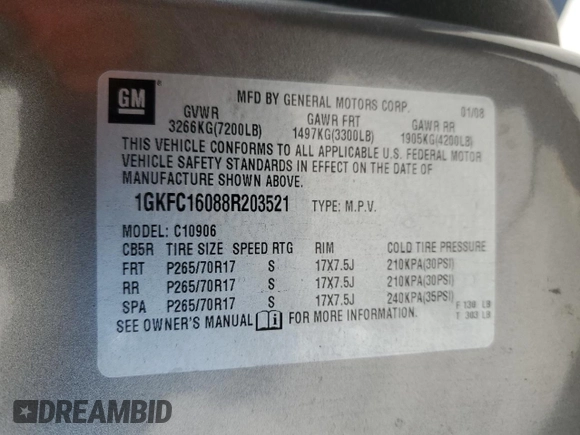 GM
MFD BY GENERAL MOTORS CORP. 01/08
GVWR GAWR FRT GAWR RR
3266KG(7200LB) 1497KG(3300LB) 1905KG(4200LB)
THIS VEHICLE CONFORMS TO ALL APPLICABLE U.S. FEDERAL MOTOR
VEHICLE SAFETY STANDARDS IN EFFECT ON THE DATE OF
MANUFACTURE SHOWN ABOVE.
1GKFC16088R203521 TYPE: M.P.V.
MODEL: C10906
CB5R TIRE SIZE SPEED RTG RIM COLD TIRE PRESSURE
FRT P265/70R17 S 17X7.5J 210KPA(30PSI)
RR P265/70R17 S 17X7.5J 210KPA(30PSI)
SPA P265/70R17 S 17X7.5J 240KPA(35PSI)
F 130 LB
T 303 LB
SEE OWNER'S MANUAL FOR MORE INFORMATION.
DREAMBID